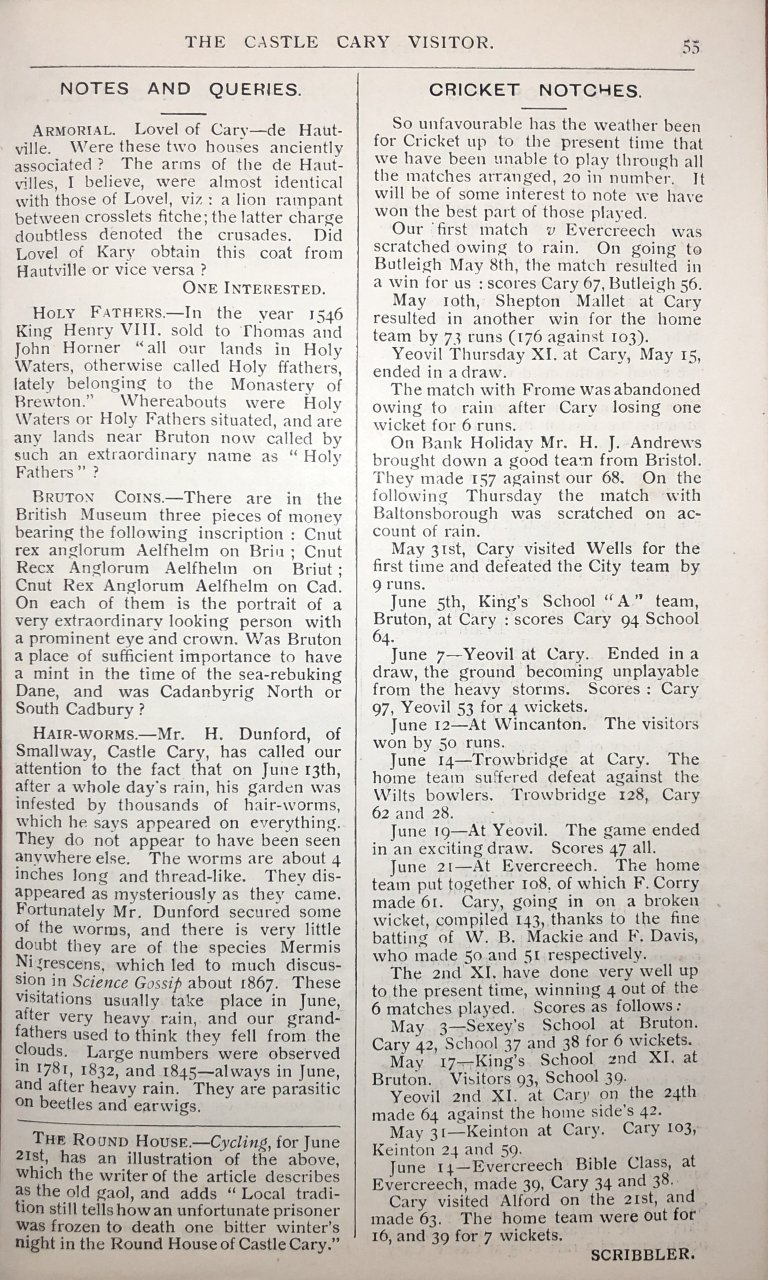 THE CASTLE CARY VISITOR. 55
NOTES AND QUERIES.
ARMORIAL. Lovel of Cary—de Haut-
ville. Were these two houses anciently
associated? The arms of the de Haut-
villes, I believe, were almost identical
with those of Lovel, viz: a lion rampant
between crosslets fitche; the latter charge
doubtless denoted the crusades. Did
Lovel of Kary obtain this coat from
Hautville or vice versa?
ONE INTERESTED.
HOLY FATHERS.—In the year 1546
King Henry VIII. sold to Thomas and
John Horner "all our lands in Holy
Waters, otherwise called Holy ffathers,
lately belonging to the Monastery of
Brewton." Whereabouts were Holy
Waters or Holy Fathers situated, and are
any lands near Bruton now called by
such an extraordinary name as "Holy
Fathers"?
BRUTON COINS.—There are in the
British Museum three pieces of money
bearing the following inscription: Cnut
rex anglorum Aelfhelm on Briu; Cnut
Recx Anglorum Aelfhelm on Briut;
Cnut Rex Anglorum Aelfhelm on Cad.
On each of them is the portrait of a
very extraordinary looking person with
a prominent eye and crown. Was Bruton
a place of sufficient importance to have
a mint in the time of the sea-rebuking
Dane, and was Cadanbyrig North or
South Cadbury?
HAIR-WORMS.—Mr. H. Dunford, of
Smallway, Castle Cary, has called our
attention to the fact that on June 13th,
after a whole day's rain, his garden was
infested by thousands of hair-worms,
which he says appeared on everything.
They do not appear to have been seen
anywhere else. The worms are about 4
inches long and thread-like. They dis-
appeared as mysteriously as they came.
Fortunately Mr. Dunford secured some
of the worms, and there is very little
doubt they are of the species Mermis
Nigrescens, which led to much discus-
sion in Science Gossip about 1867. These
visitations usually take place in June,
after very heavy rain, and our grand-
fathers used to think they fell from the
clouds. Large numbers were observed
in 1781, 1832, and 1845—always in June,
and after heavy rain. They are parasitic
on beetles and earwigs.
THE ROUND HOUSE.—Cycling, for June
21st, has an illustration of the above,
which the writer of the article describes
as the old gaol, and adds "Local tradi-
tion still tells how an unfortunate prisoner
was frozen to death one bitter winter's
night in the Round House of Castle Cary."
CRICKET NOTCHES.
So unfavourable has the weather been
for Cricket up to the present time that
we have been unable to play through all
the matches arranged, 20 in number. It
will be of some interest to note we have
won the best part of those played.
Our first match v Evercreech was
scratched owing to rain. On going to
Butleigh May 8th, the match resulted in
a win for us: scores Cary 67, Butleigh 56.
May 10th, Shepton Mallet at Cary
resulted in another win for the home
team by 73 runs (176 against 103).
Yeovil Thursday XI. at Cary, May 15,
ended in a draw.
The match with Frome was abandoned
owing to rain after Cary losing one
wicket for 6 runs.
On Bank Holiday Mr. H. J. Andrews
brought down a good team from Bristol.
They made 157 against our 68. On the
following Thursday the match with
Baltonsborough was scratched on ac-
count of rain.
May 31st, Cary visited Wells for the
first time and defeated the City team by
9 runs.
June 5th, King's School "A" team,
Bruton, at Cary: scores Cary 94 School
64.
June 7—Yeovil at Cary. Ended in a
draw, the ground becoming unplayable
from the heavy storms. Scores: Cary
97, Yeovil 53 for 4 wickets.
June 12—At Wincanton. The visitors
won by 50 runs.
June 14—Trowbridge at Cary. The
home team suffered defeat against the
Wilts bowlers. Trowbridge 128, Cary
62 and 28.
June 19—At Yeovil. The game ended
in an exciting draw. Scores 47 all.
June 21—At Evercreech. The home
team put together 108, of which F. Corry
made 61. Cary, going in on a broken
wicket, compiled 143, thanks to the fine
batting of W. B. Mackie and F. Davis,
who made 50 and 51 respectively.
The 2nd XI. have done very well up
to the present time, winning 4 out of the
6 matches played. Scores as follows:
May 3—Sexey's School at Bruton.
Cary 42, School 37 and 38 for 6 wickets.
May 17—King's School 2nd XI. at
Bruton. Visitors 93, School 39.
Yeovil 2nd XI. at Cary on the 24th
made 64 against the home side's 42.
May 31—Keinton at Cary. Cary 103,
Keinton 24 and 59.
June 14—Evercreech Bible Class, at
Evercreech, made 39, Cary 34 and 38.
Cary visited Alford on the 21st, and
made 63. The home team were out for
16, and 39 for 7 wickets.
SCRIBBLER.